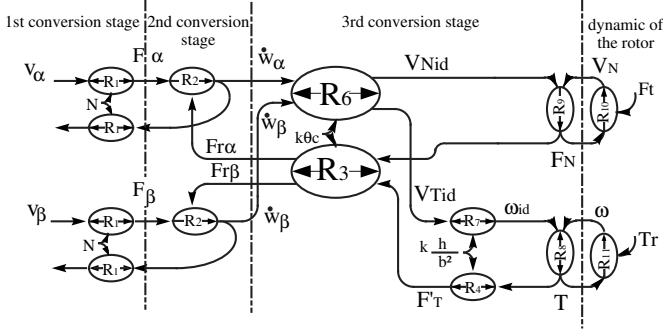 1st conversion stage
2nd conversion stage
3rd conversion stage
dynamic of the rotor
vα
R1
N
R1
F α
R2
ẇα
ẇβ
kθc
R6
R3
VNid
VN
R9
R10
Ft
FN
Frα
Frβ
vβ
R1
N
R1
Fβ
R2
ẇβ
VTid
R7
k h/b²
R4
F'T
ωid
ω
R8
R11
Tr
T